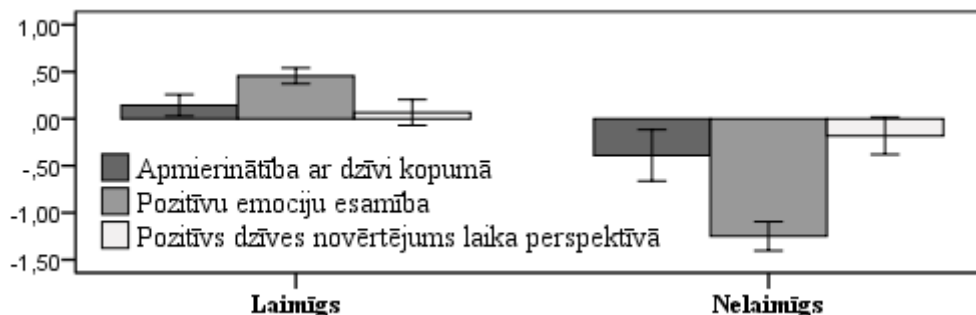 1,00
,50
,00
-,50
-1,00
-1,50
Apmierinātība ar dzīvi kopumā
Pozitīvu emociju esamība
Pozitīvs dzīves novērtējums laika perspektīvā
Laimīgs
Nelaimīgs